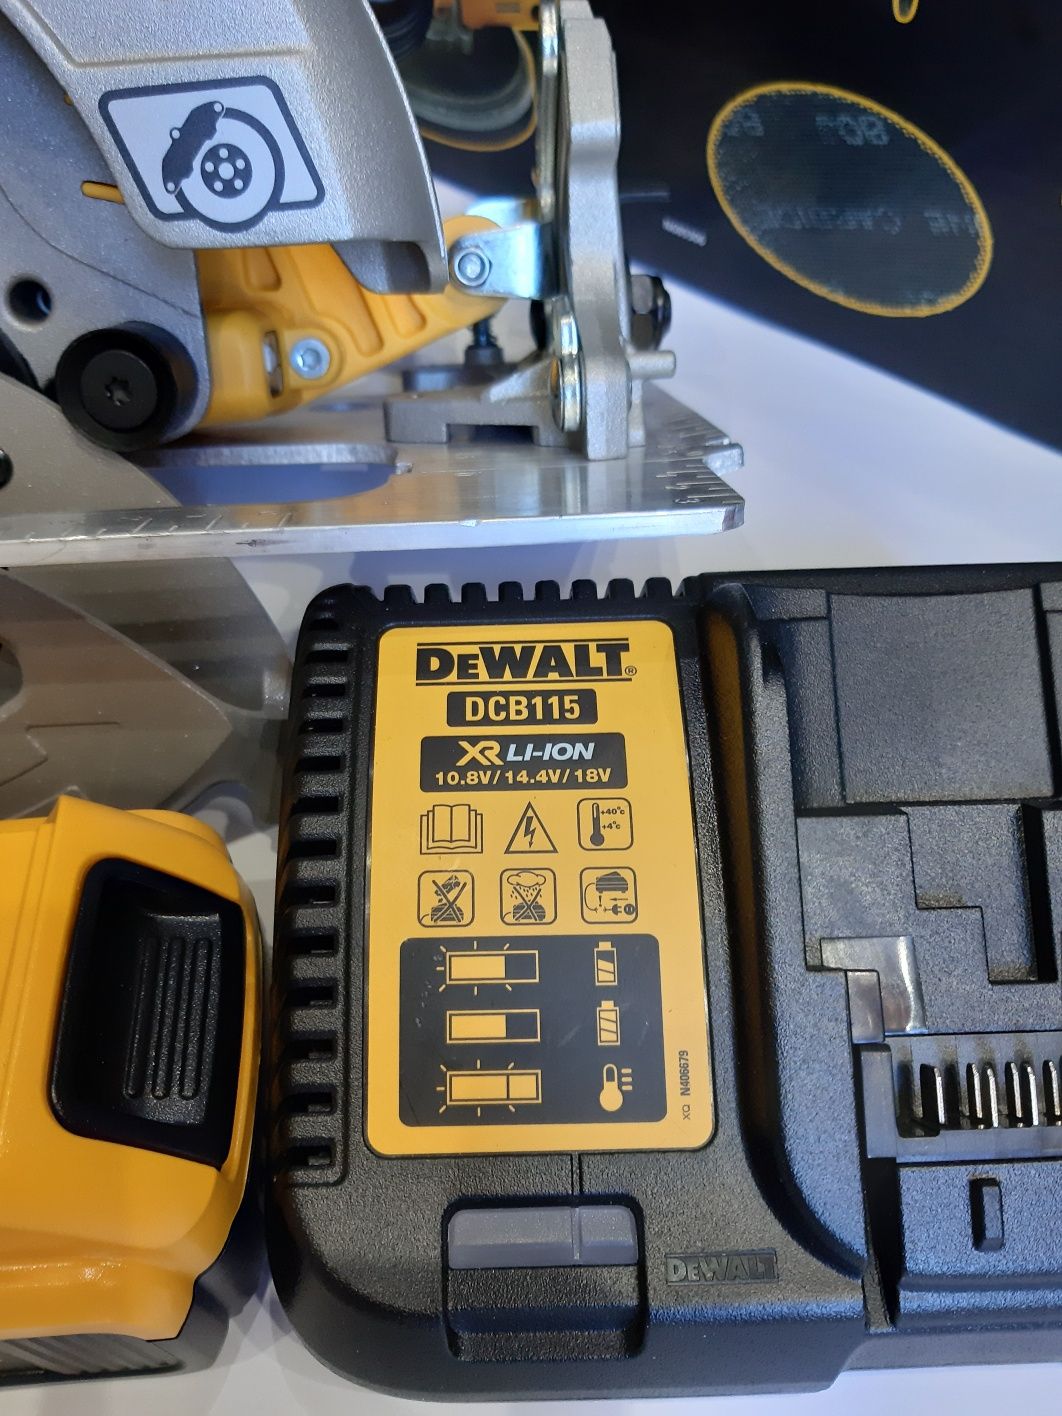 DEWALT®
DCB115
XR LI-ION
10.8V/14.4V/18V
+40°c
+4°c
XQ N406679
DEWALT